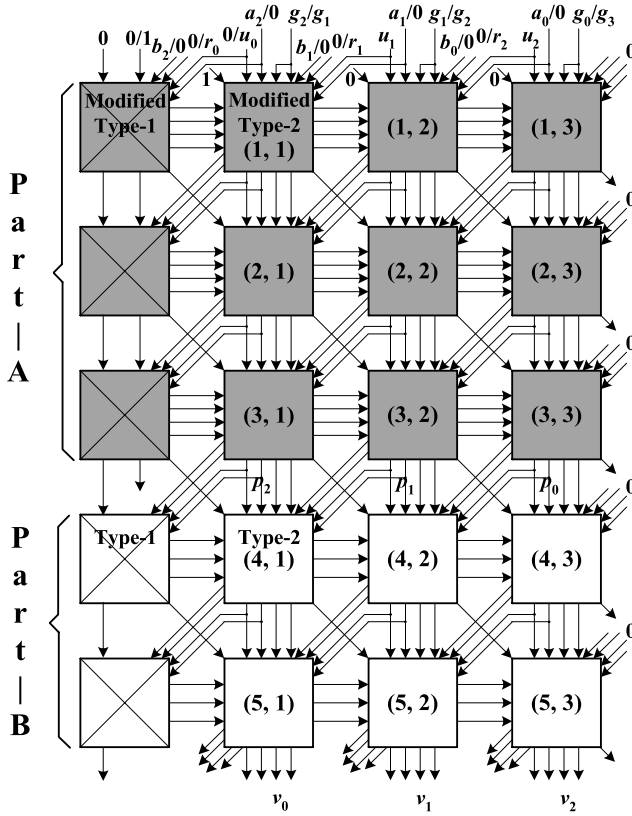 a₂/0 g₂/g₁ a₁/0 g₁/g₂ a₀/0 g₀/g₃
0 0/1 b₂/0 0/r₀ 0/u₀ b₁/0 0/r₁ u₁ b₀/0 0/r₂ u₂ 0
1 0 0
Modified Type-1
Modified Type-2
(1, 1) (1, 2) (1, 3)
0
(2, 1) (2, 2) (2, 3)
0
(3, 1) (3, 2) (3, 3)
Part—A
p₂ p₁ p₀ 0
Type-1 Type-2
(4, 1) (4, 2) (4, 3)
0
(5, 1) (5, 2) (5, 3)
Part—B
v₀ v₁ v₂